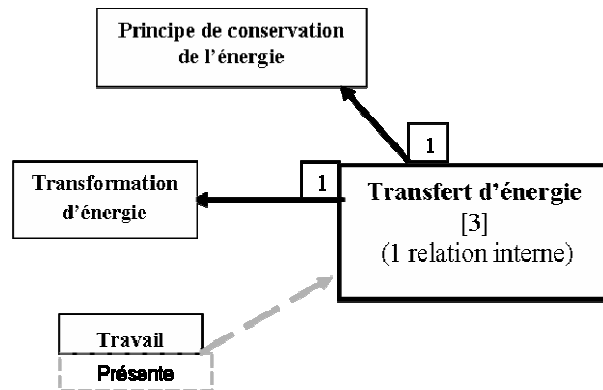 Principe de conservation
de l'énergie
1
1
Transformation
d'énergie
Transfert d'énergie
[3]
(1 relation interne)
Travail
Présente